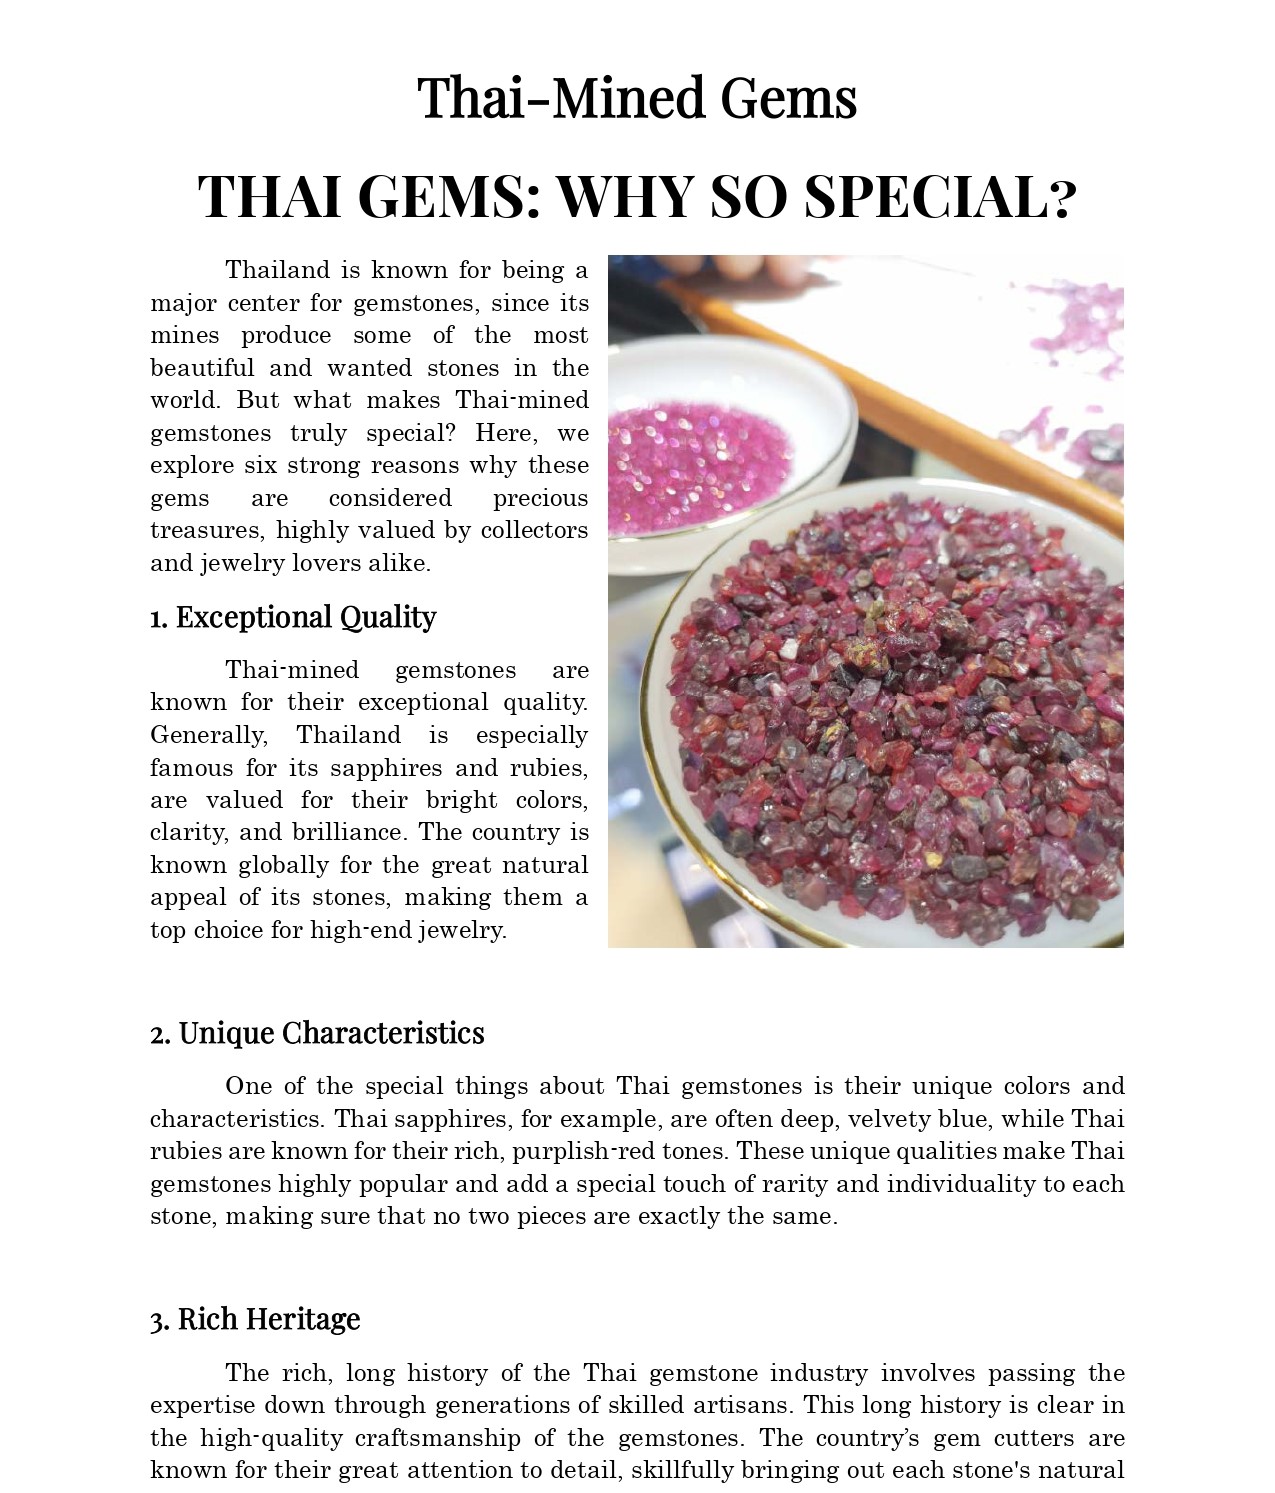 Thai-Mined Gems
THAI GEMS: WHY SO SPECIAL?
Thailand is known for being a
major center for gemstones, since its
mines produce some of the most
beautiful and wanted stones in the
world. But what makes Thai-mined
gemstones truly special? Here, we
explore six strong reasons why these
gems are considered precious
treasures, highly valued by collectors
and jewelry lovers alike.
1. Exceptional Quality
Thai-mined gemstones are
known for their exceptional quality.
Generally, Thailand is especially
famous for its sapphires and rubies,
are valued for their bright colors,
clarity, and brilliance. The country is
known globally for the great natural
appeal of its stones, making them a
top choice for high-end jewelry.
2. Unique Characteristics
One of the special things about Thai gemstones is their unique colors and
characteristics. Thai sapphires, for example, are often deep, velvety blue, while Thai
rubies are known for their rich, purplish-red tones. These unique qualities make Thai
gemstones highly popular and add a special touch of rarity and individuality to each
stone, making sure that no two pieces are exactly the same.
3. Rich Heritage
The rich, long history of the Thai gemstone industry involves passing the
expertise down through generations of skilled artisans. This long history is clear in
the high-quality craftsmanship of the gemstones. The country’s gem cutters are
known for their great attention to detail, skillfully bringing out each stone's natural